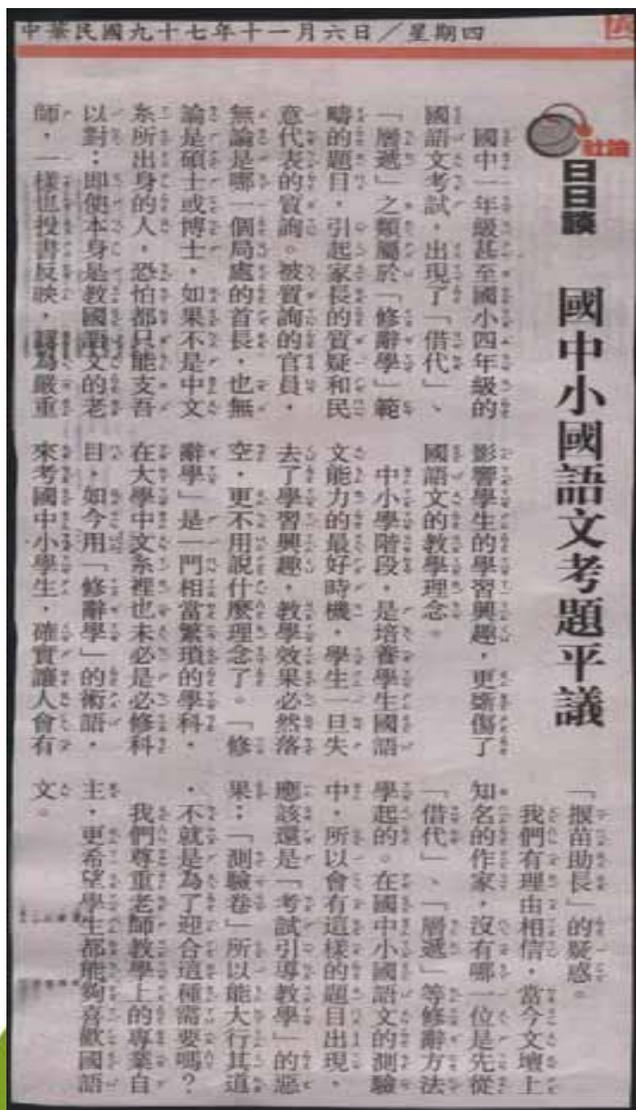 中華民國九十七年十一月六日／星期四
社論
日日談
國中小國語文考題平議
國中一年級甚至國小四年級的
國語文考試，出現了「借代」、
「層遞」之類屬於「修辭學」範
疇的題目，引起家長的質疑和民
意代表的質詢。被質詢的官員，
無論是哪一個局處的首長，也無
論是碩士或博士，如果不是中文
系所出身的人，恐怕都只能支吾
以對；即使本身是教國語文的老
師，一樣也投書反映，認為嚴重
影響學生的學習興趣，更斲傷了
國語文的教學理念。
中小學階段，是培養學生國語
文能力的最好時機，學生一旦失
去了學習興趣，教學效果必然落
空，更不用說什麼理念了。「修
辭學」是一門相當繁瑣的學科，
在大學中文系裡也未必是必修科
目，如今用「修辭學」的術語，
來考國中小學生，確實讓人會有
「揠苗助長」的疑惑。
我們有理由相信，當今文壇上
知名的作家，沒有哪一位是先從
「借代」、「層遞」等修辭方法
學起的。在國中小國語文的測驗
中，所以會有這樣的題目出現，
應該還是「考試引導教學」的惡
果；「測驗卷」所以能大行其道
，不就是為了迎合這種需要嗎？
我們尊重老師教學上的專業自
主，更希望學生都能夠喜歡國語
文。